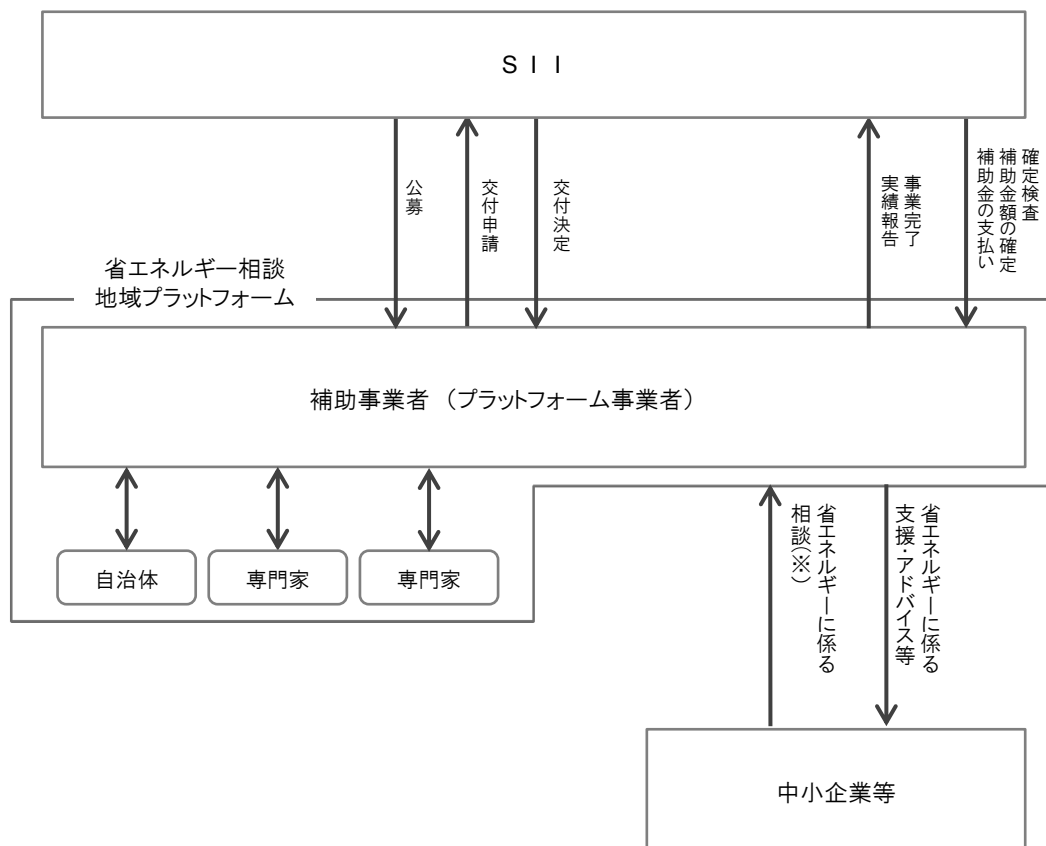 ＳＩＩ
公募
交付申請
交付決定
事業完了
実績報告
確定検査
補助金額の確定
補助金の支払い
省エネルギー相談
地域プラットフォーム
補助事業者 （プラットフォーム事業者）
自治体
専門家
専門家
省エネルギーに係る
相談(※)
省エネルギーに係る
支援・アドバイス等
中小企業等